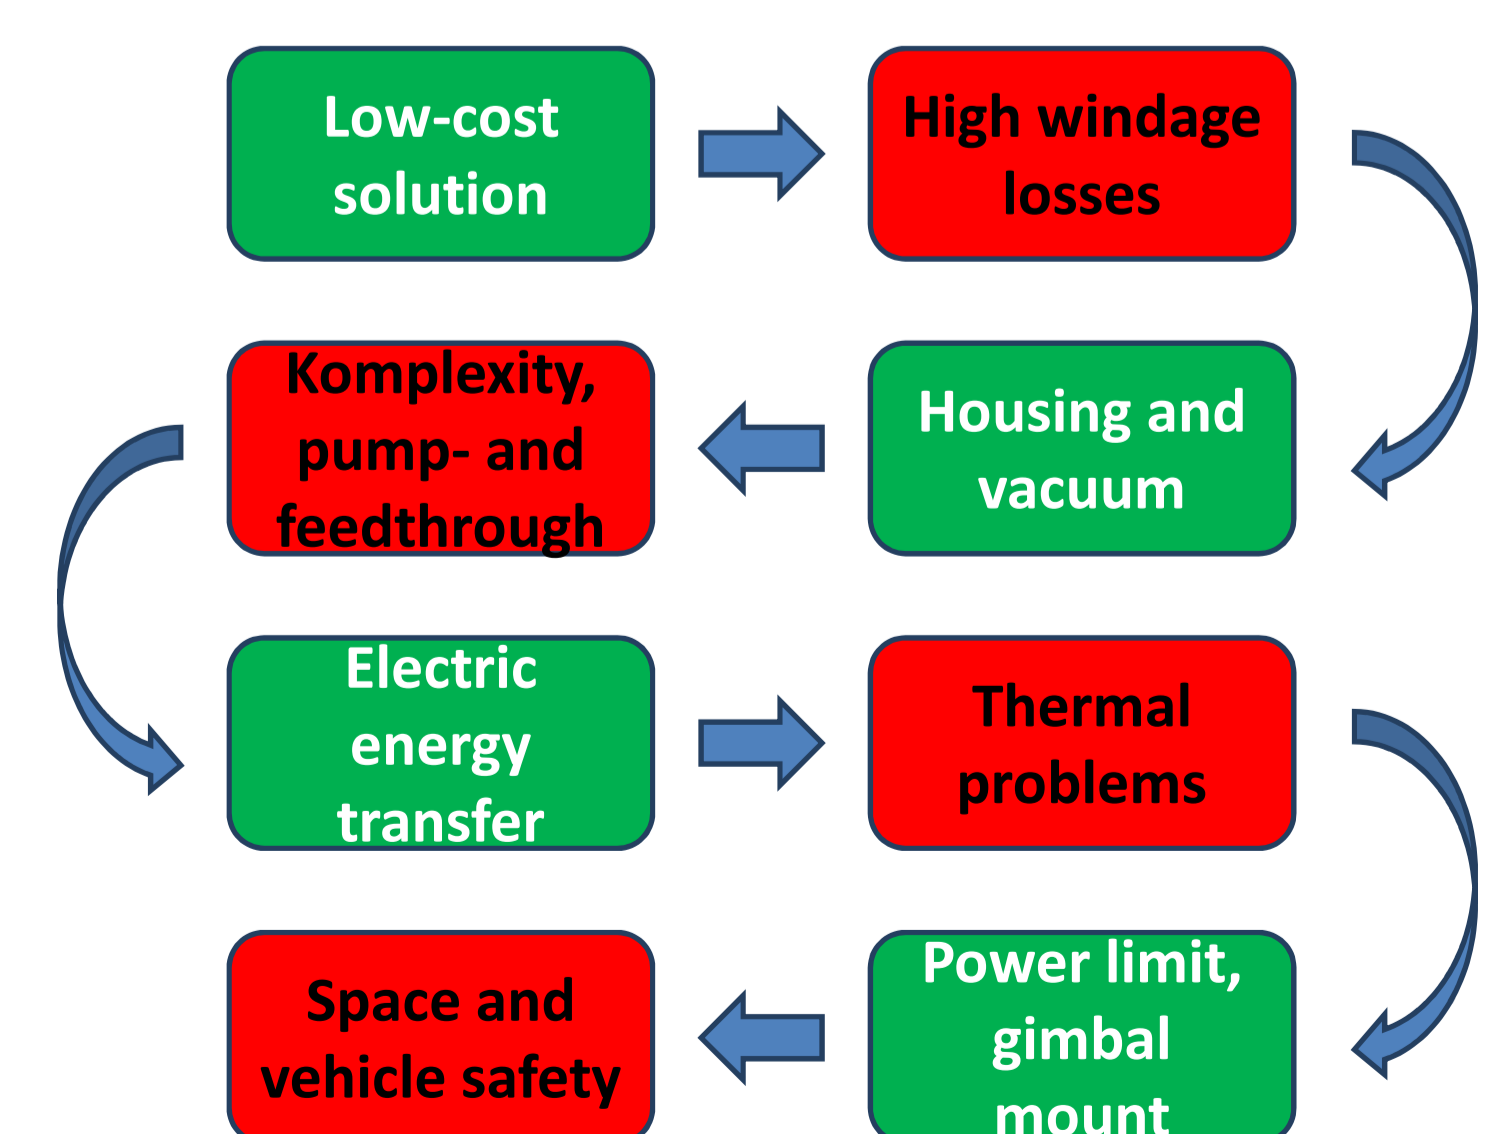 Low-cost
solution
High windage
losses
Komplexity,
pump- and
feedthrough
Housing and
vacuum
Electric
energy
transfer
Thermal
problems
Space and
vehicle safety
Power limit,
gimbal
mount